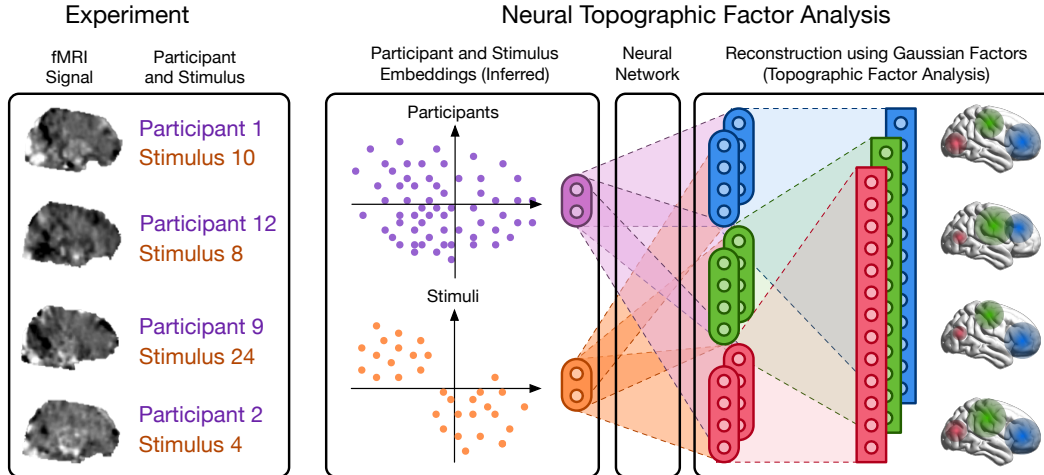 Experiment
Neural Topographic Factor Analysis
fMRI
Signal
Participant
and Stimulus
Participant and Stimulus
Embeddings (Inferred)
Neural
Network
Reconstruction using Gaussian Factors
(Topographic Factor Analysis)
Participant 1
Stimulus 10
Participant 12
Stimulus 8
Participant 9
Stimulus 24
Participant 2
Stimulus 4
Participants
Stimuli